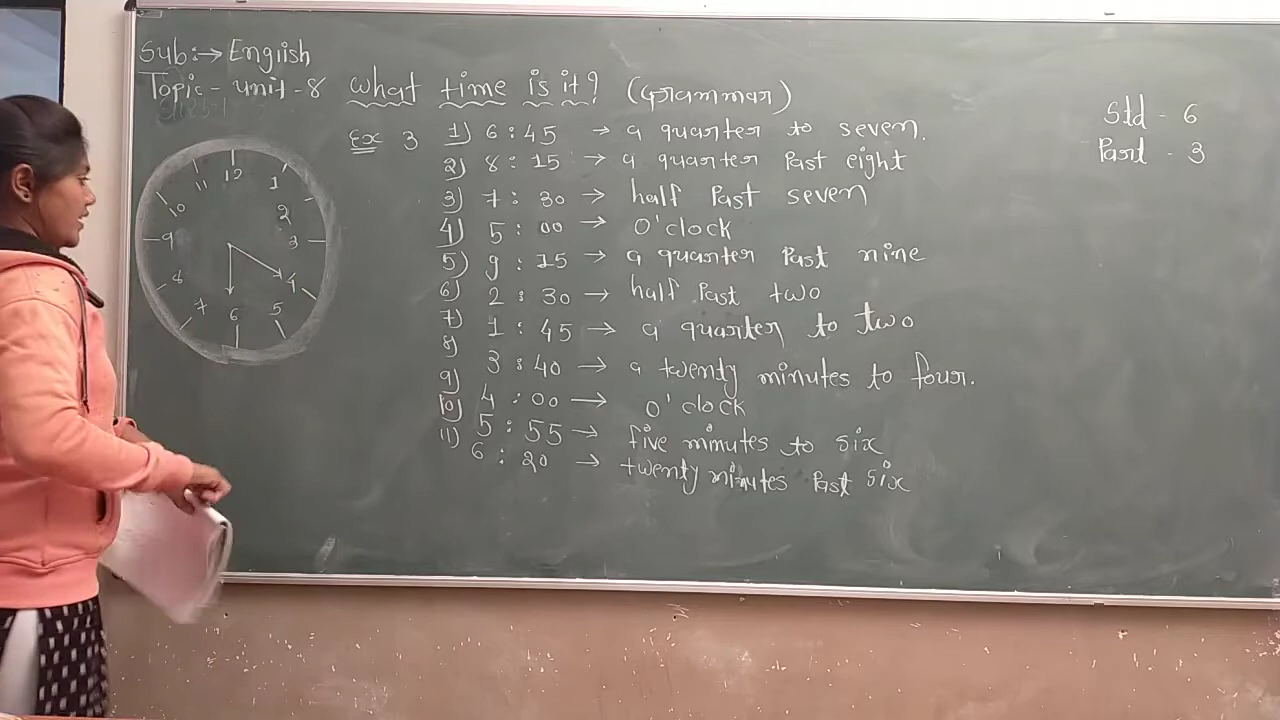 Sub:→ English
Topic - unit - 8 what time is it? (Grammar)
Std - 6
Part - 3
Ex 3 1) 6:45 → a quarter to seven.
2) 8:15 → a quarter Past eight
3) 7:30 → half Past seven
4) 5:00 → o'clock
5) 9:15 → a quarter Past nine
6) 2:30 → half Past two
7) 1:45 → a quarter to two
8) 3:40 → a twenty minutes to four.
9) 4:00 → o'clock
10) 5:55 → five minutes to six
11) 6:20 → twenty minutes Past six
12
1
2
3
4
5
6
7
8
9
10
11